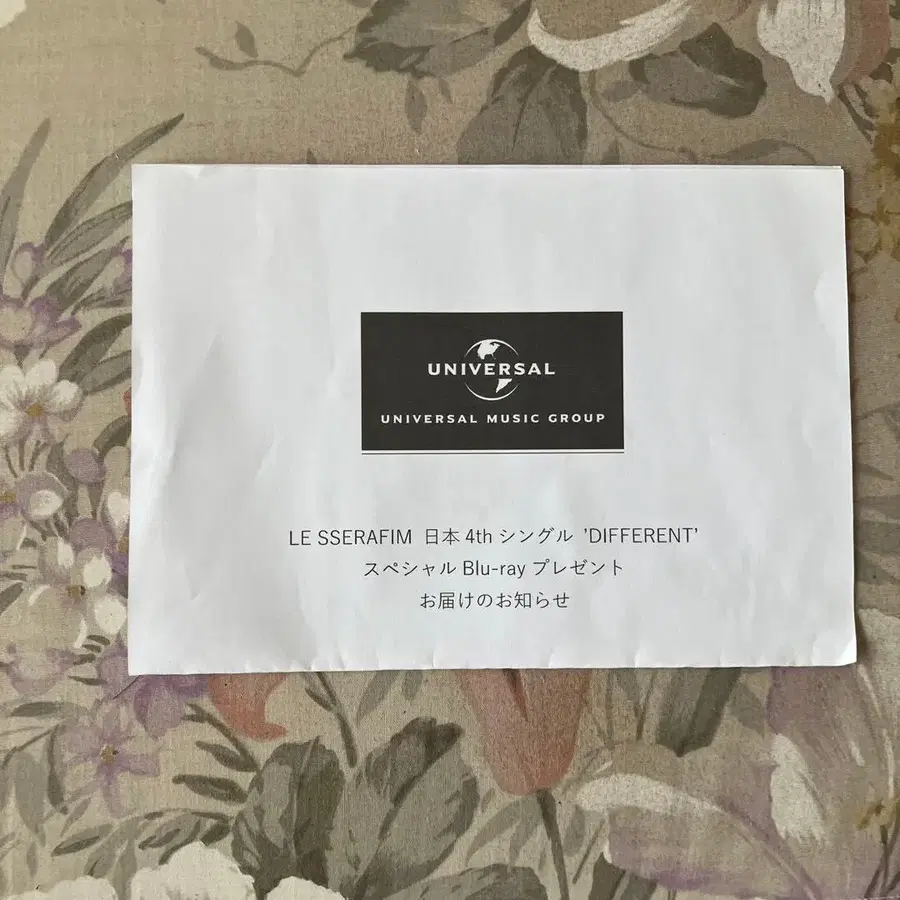 UNIVERSAL
UNIVERSAL MUSIC GROUP
LE SSERAFIM 日本 4th シングル ’DIFFERENT’
スペシャル Blu-ray プレゼント
お届けのお知らせ